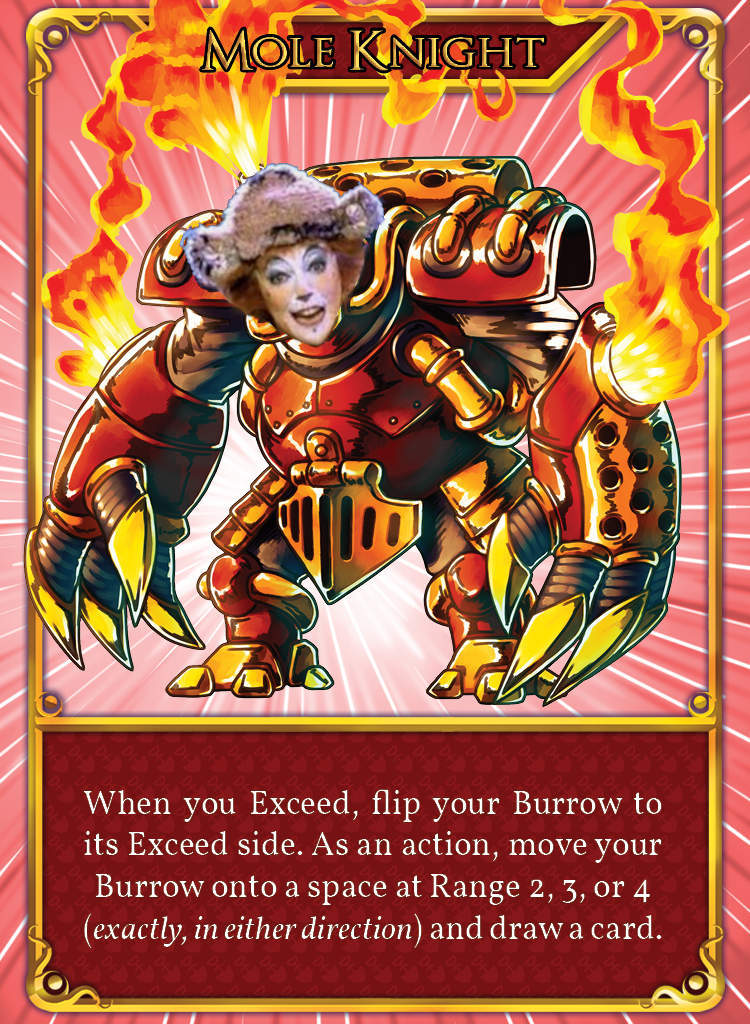 Mole Knight
When you Exceed, flip your Burrow to
its Exceed side. As an action, move your
Burrow onto a space at Range 2, 3, or 4
(exactly, in either direction) and draw a card.